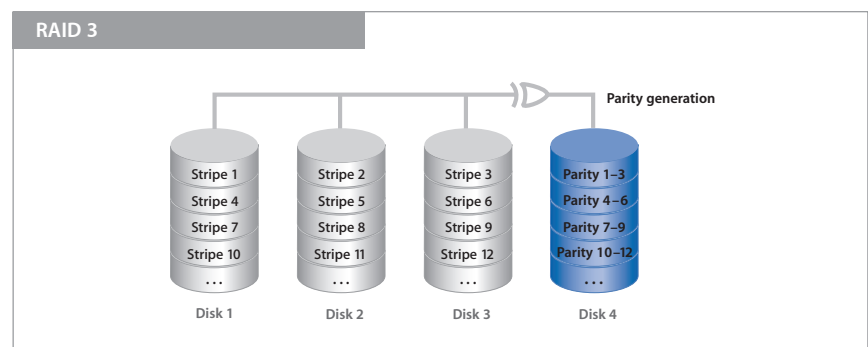 RAID 3
Parity generation
Stripe 1 Stripe 2 Stripe 3 Parity 1–3
Stripe 4 Stripe 5 Stripe 6 Parity 4–6
Stripe 7 Stripe 8 Stripe 9 Parity 7–9
Stripe 10 Stripe 11 Stripe 12 Parity 10–12
... ... ... ...
Disk 1 Disk 2 Disk 3 Disk 4